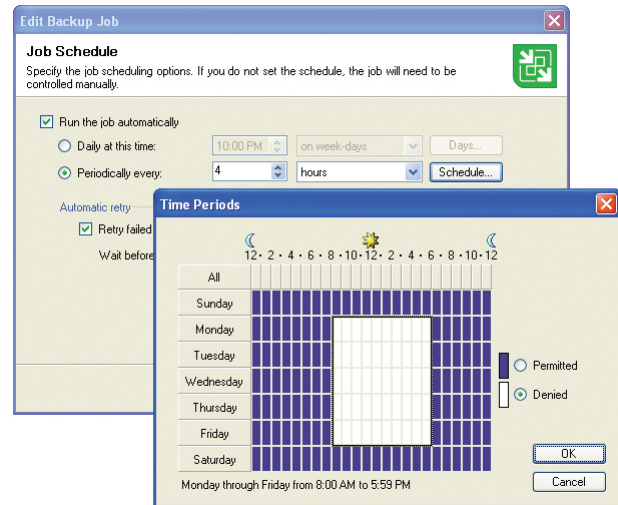 Edit Backup Job
Job Schedule
Specify the job scheduling options. If you do not set the schedule, the job will need to be
controlled manually.
Run the job automatically
Daily at this time: 10:00 PM on week-days Days...
Periodically every: 4 hours Schedule...
Automatic retry
Retry failed
Wait before
Time Periods
12 · 2 · 4 · 6 · 8 · 10 · 12 · 2 · 4 · 6 · 8 · 10 · 12
All
Sunday
Monday
Tuesday
Wednesday
Thursday
Friday
Saturday
Permitted
Denied
OK
Cancel
Monday through Friday from 8:00 AM to 5:59 PM